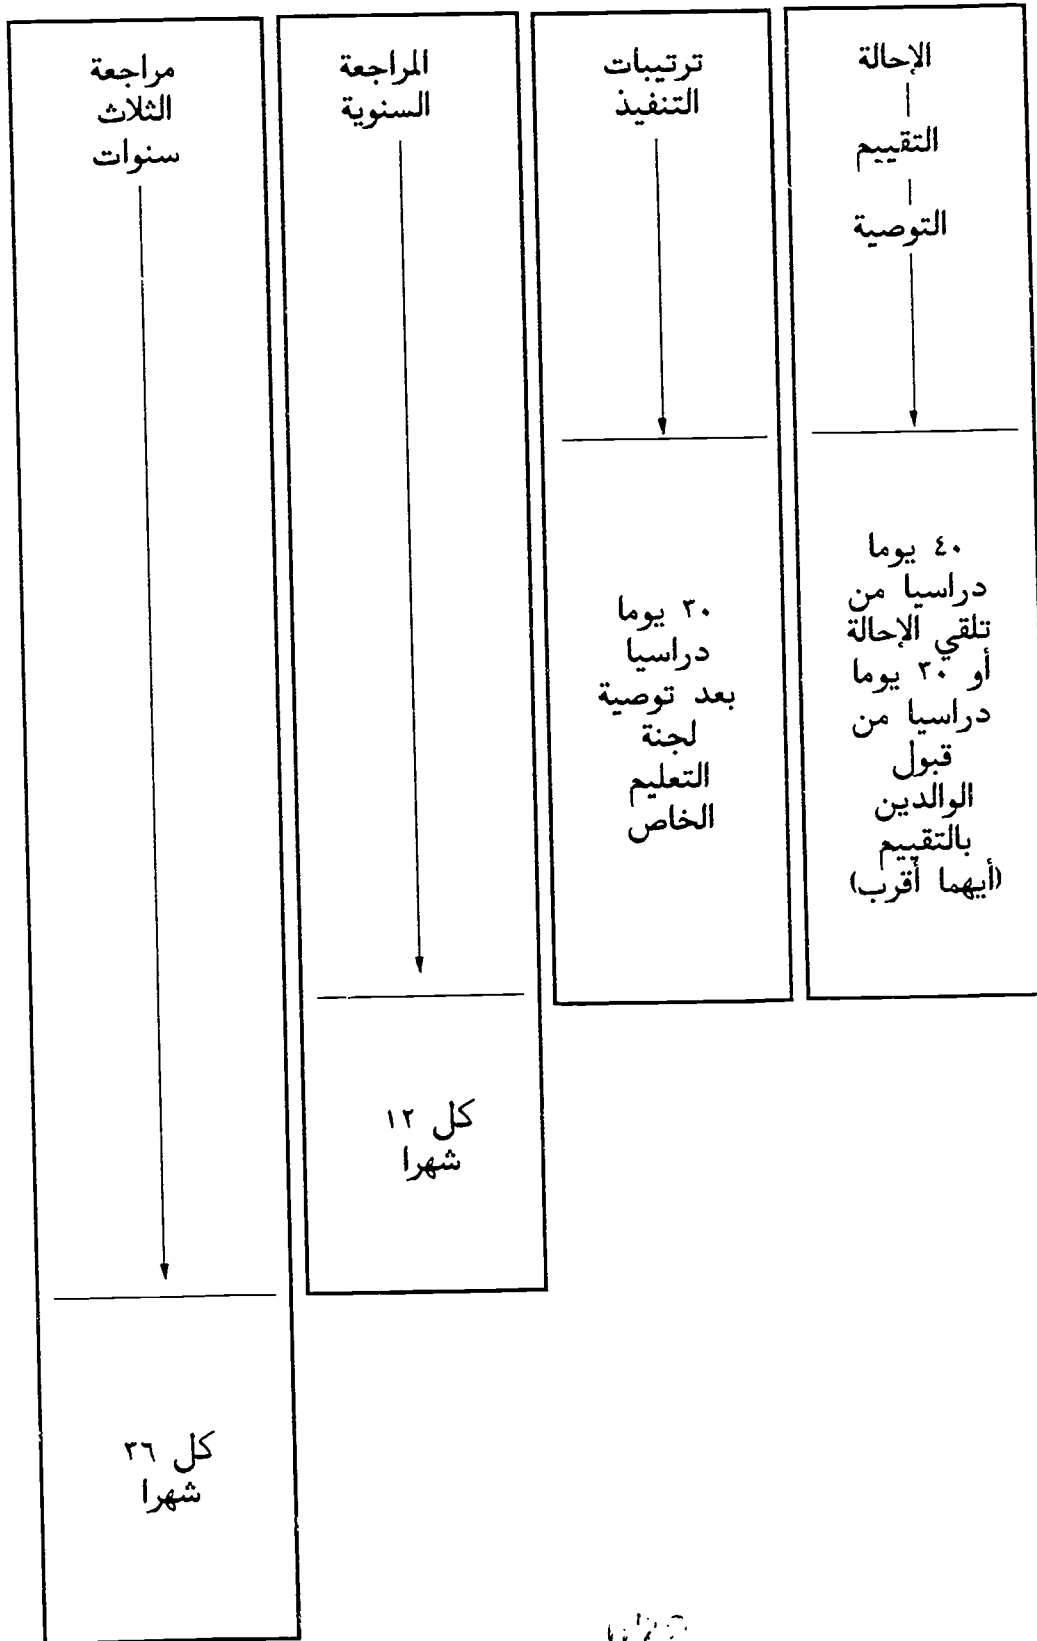 الإحالة
التقييم
التوصية
٤٠ يوما
دراسيا من
تلقي الإحالة
أو ٣٠ يوما
دراسيا من
قبول
الوالدين
بالتقييم
(أيهما أقرب)
ترتيبات
التنفيذ
٣٠ يوما
دراسيا
بعد توصية
لجنة
التعليم
الخاص
المراجعة
السنوية
كل ١٢
شهرا
مراجعة
الثلاث
سنوات
كل ٣٦
شهرا